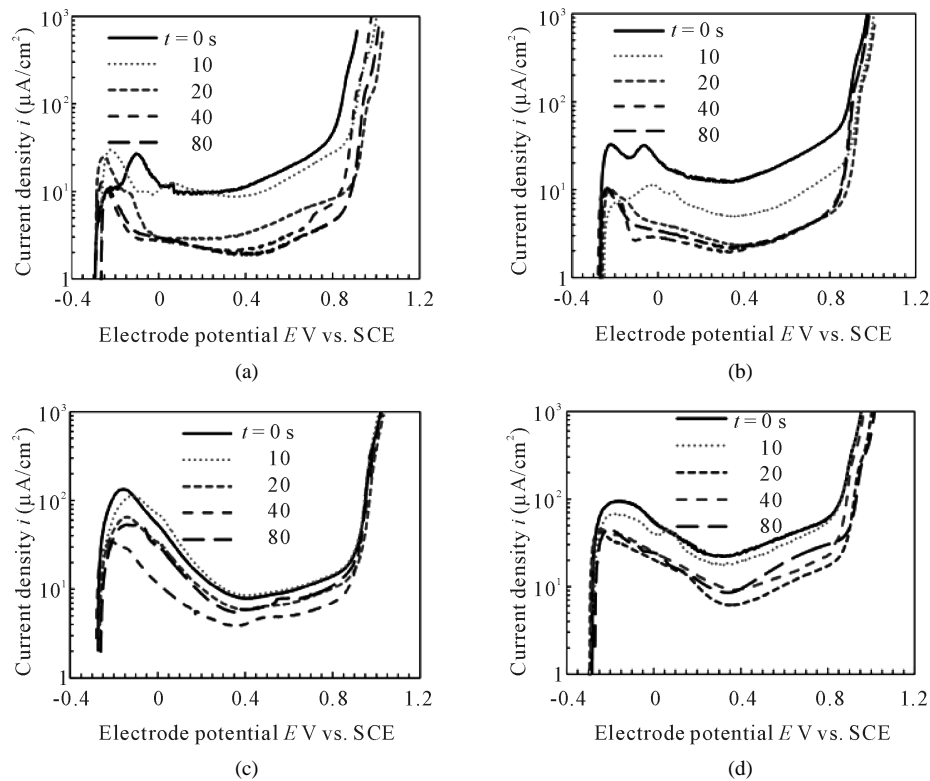 10³
10²
10
1
Current density i (μA/cm²)
t = 0 s
10
20
40
80
-0.4 0 0.4 0.8 1.2
Electrode potential E V vs. SCE
(a)
10³
10²
10
1
Current density i (μA/cm²)
t = 0 s
10
20
40
80
-0.4 0 0.4 0.8 1.2
Electrode potential E V vs. SCE
(b)
10³
10²
10
1
Current density i (μA/cm²)
t = 0 s
10
20
40
80
-0.4 0 0.4 0.8 1.2
Electrode potential E V vs. SCE
(c)
10³
10²
10
1
Current density i (μA/cm²)
t = 0 s
10
20
40
80
-0.4 0 0.4 0.8 1.2
Electrode potential E V vs. SCE
(d)